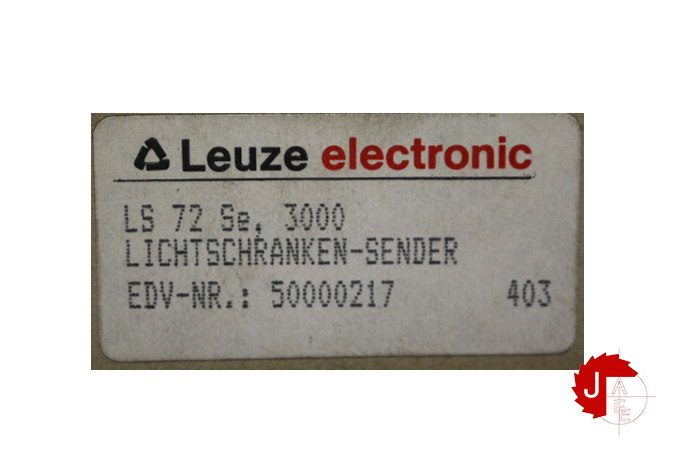 Leuze electronic
LS 72 Se, 3000
LICHTSCHRANKEN-SENDER
EDV-NR.: 50000217 403
J